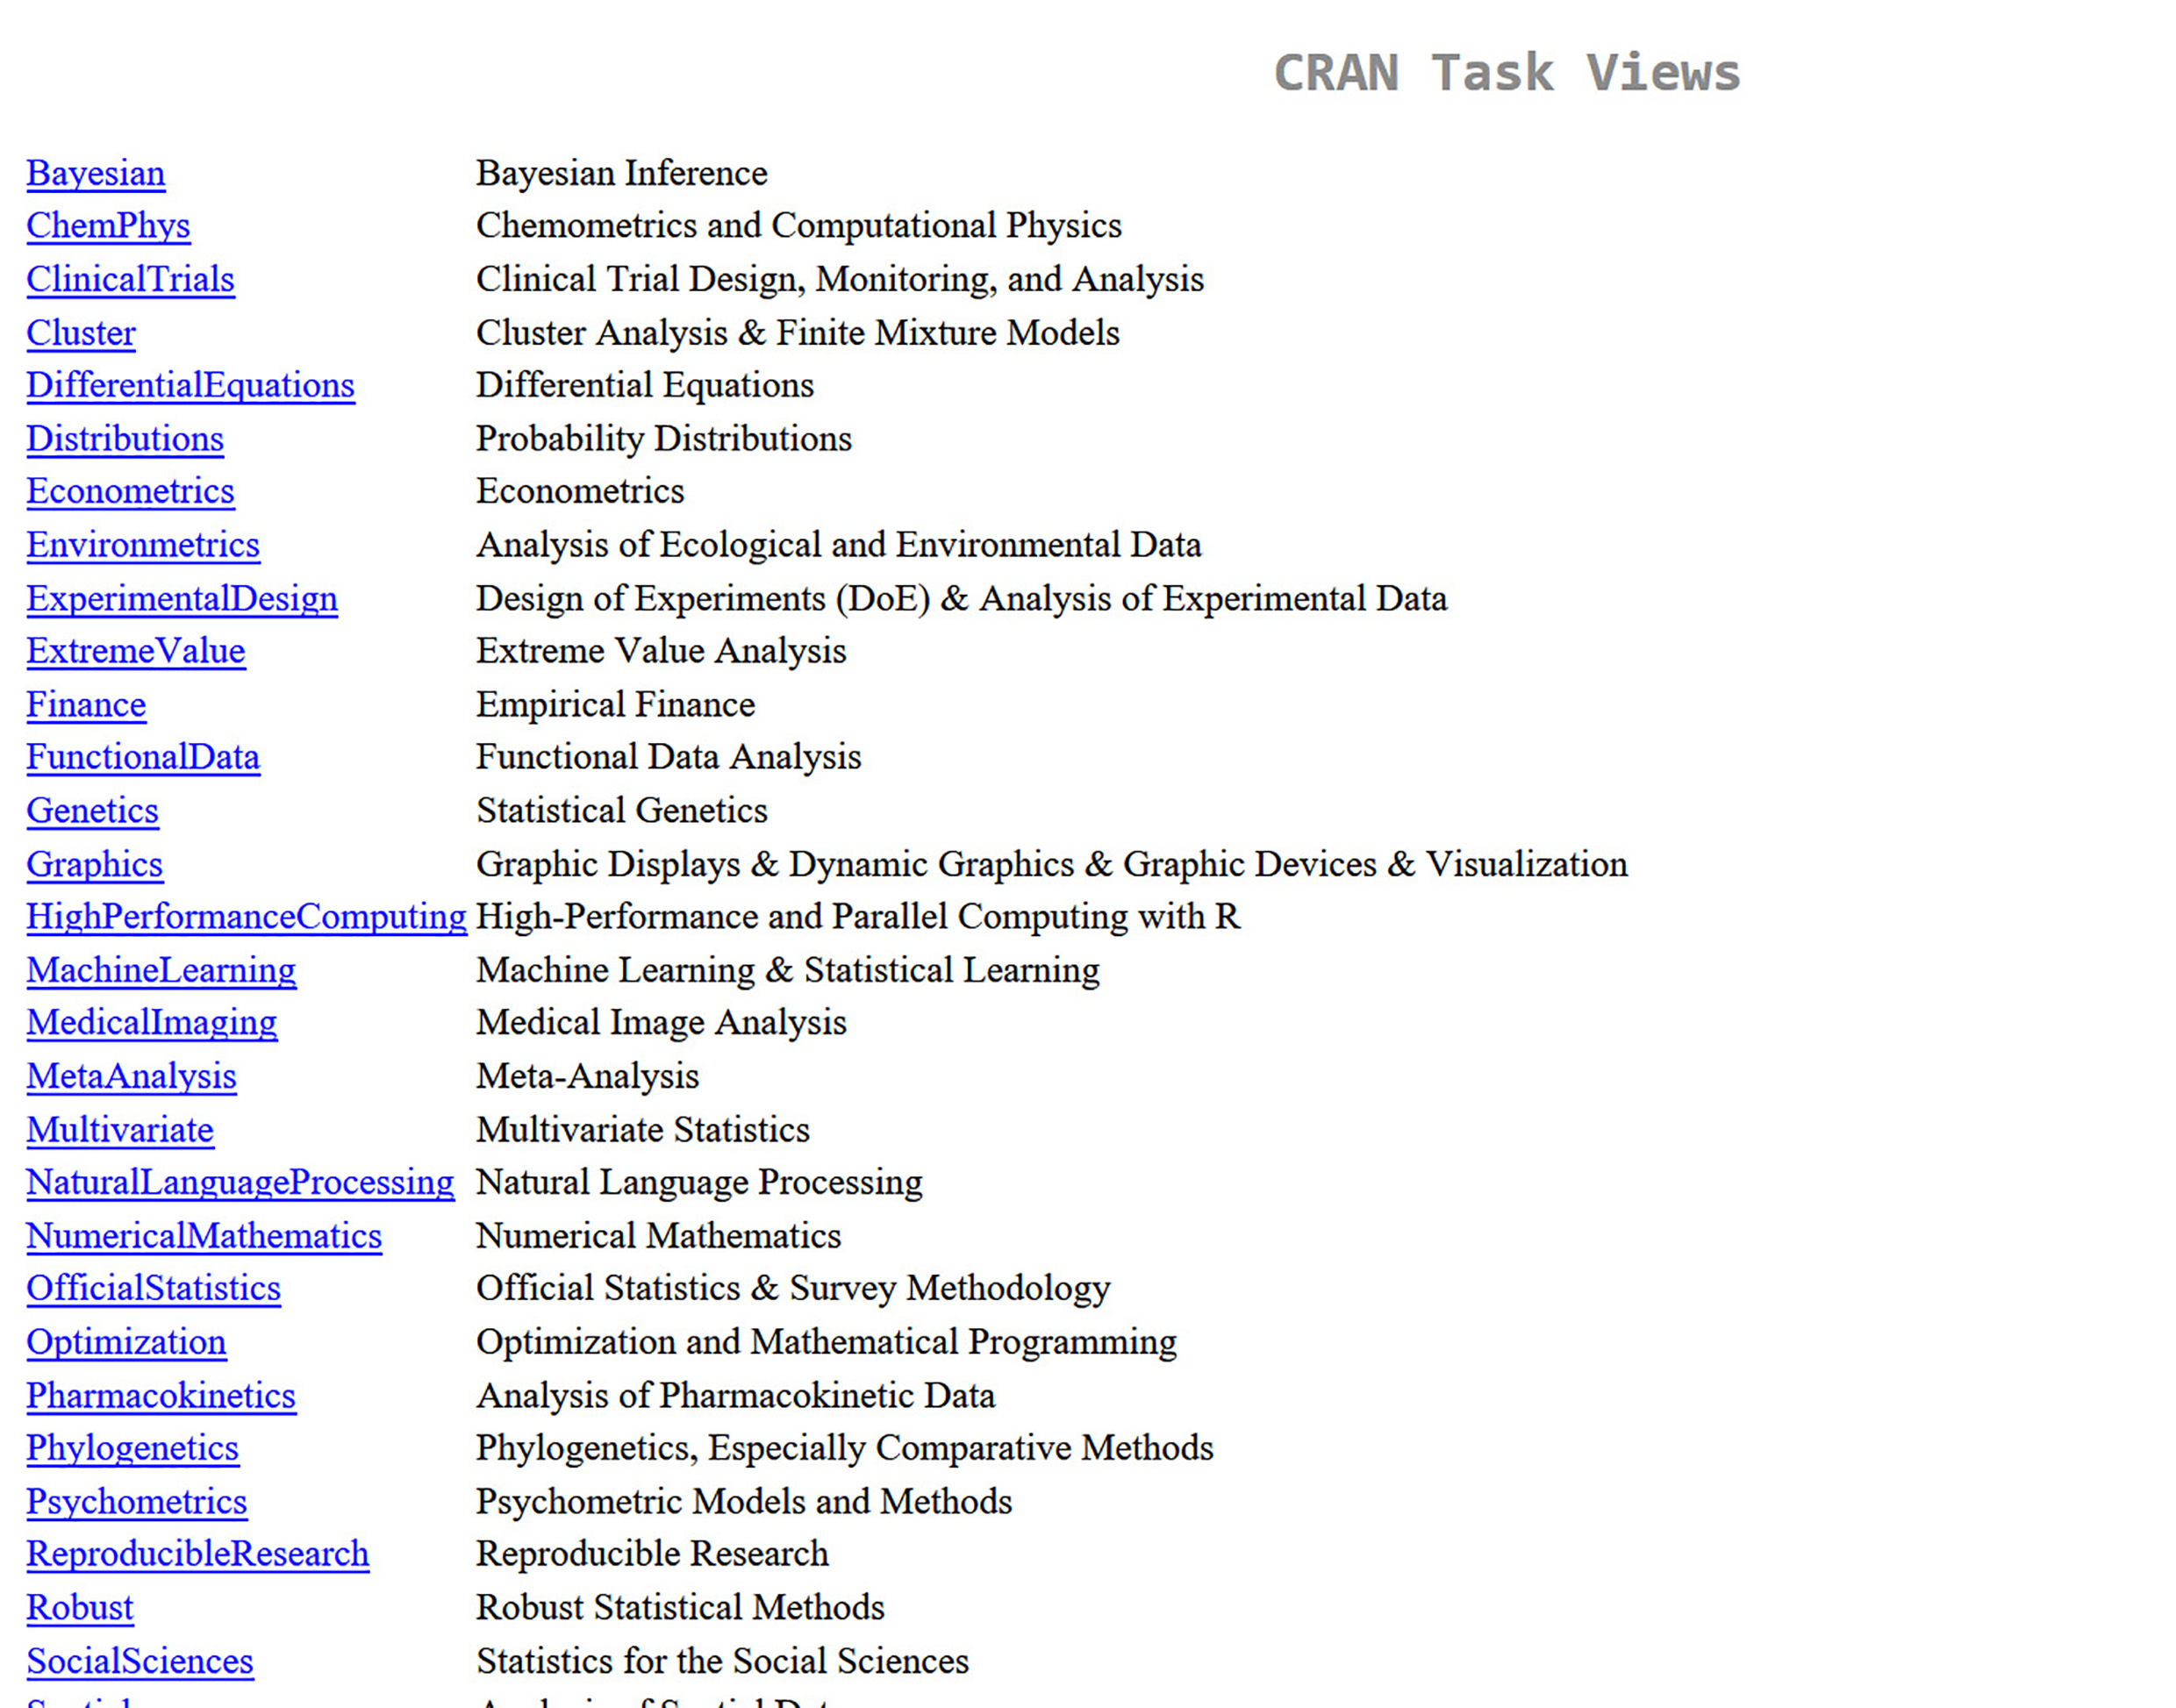 CRAN Task Views
Bayesian Bayesian Inference
ChemPhys Chemometrics and Computational Physics
ClinicalTrials Clinical Trial Design, Monitoring, and Analysis
Cluster Cluster Analysis & Finite Mixture Models
DifferentialEquations Differential Equations
Distributions Probability Distributions
Econometrics Econometrics
Environmetrics Analysis of Ecological and Environmental Data
ExperimentalDesign Design of Experiments (DoE) & Analysis of Experimental Data
ExtremeValue Extreme Value Analysis
Finance Empirical Finance
FunctionalData Functional Data Analysis
Genetics Statistical Genetics
Graphics Graphic Displays & Dynamic Graphics & Graphic Devices & Visualization
HighPerformanceComputing High-Performance and Parallel Computing with R
MachineLearning Machine Learning & Statistical Learning
MedicalImaging Medical Image Analysis
MetaAnalysis Meta-Analysis
Multivariate Multivariate Statistics
NaturalLanguageProcessing Natural Language Processing
NumericalMathematics Numerical Mathematics
OfficialStatistics Official Statistics & Survey Methodology
Optimization Optimization and Mathematical Programming
Pharmacokinetics Analysis of Pharmacokinetic Data
Phylogenetics Phylogenetics, Especially Comparative Methods
Psychometrics Psychometric Models and Methods
ReproducibleResearch Reproducible Research
Robust Robust Statistical Methods
SocialSciences Statistics for the Social Sciences